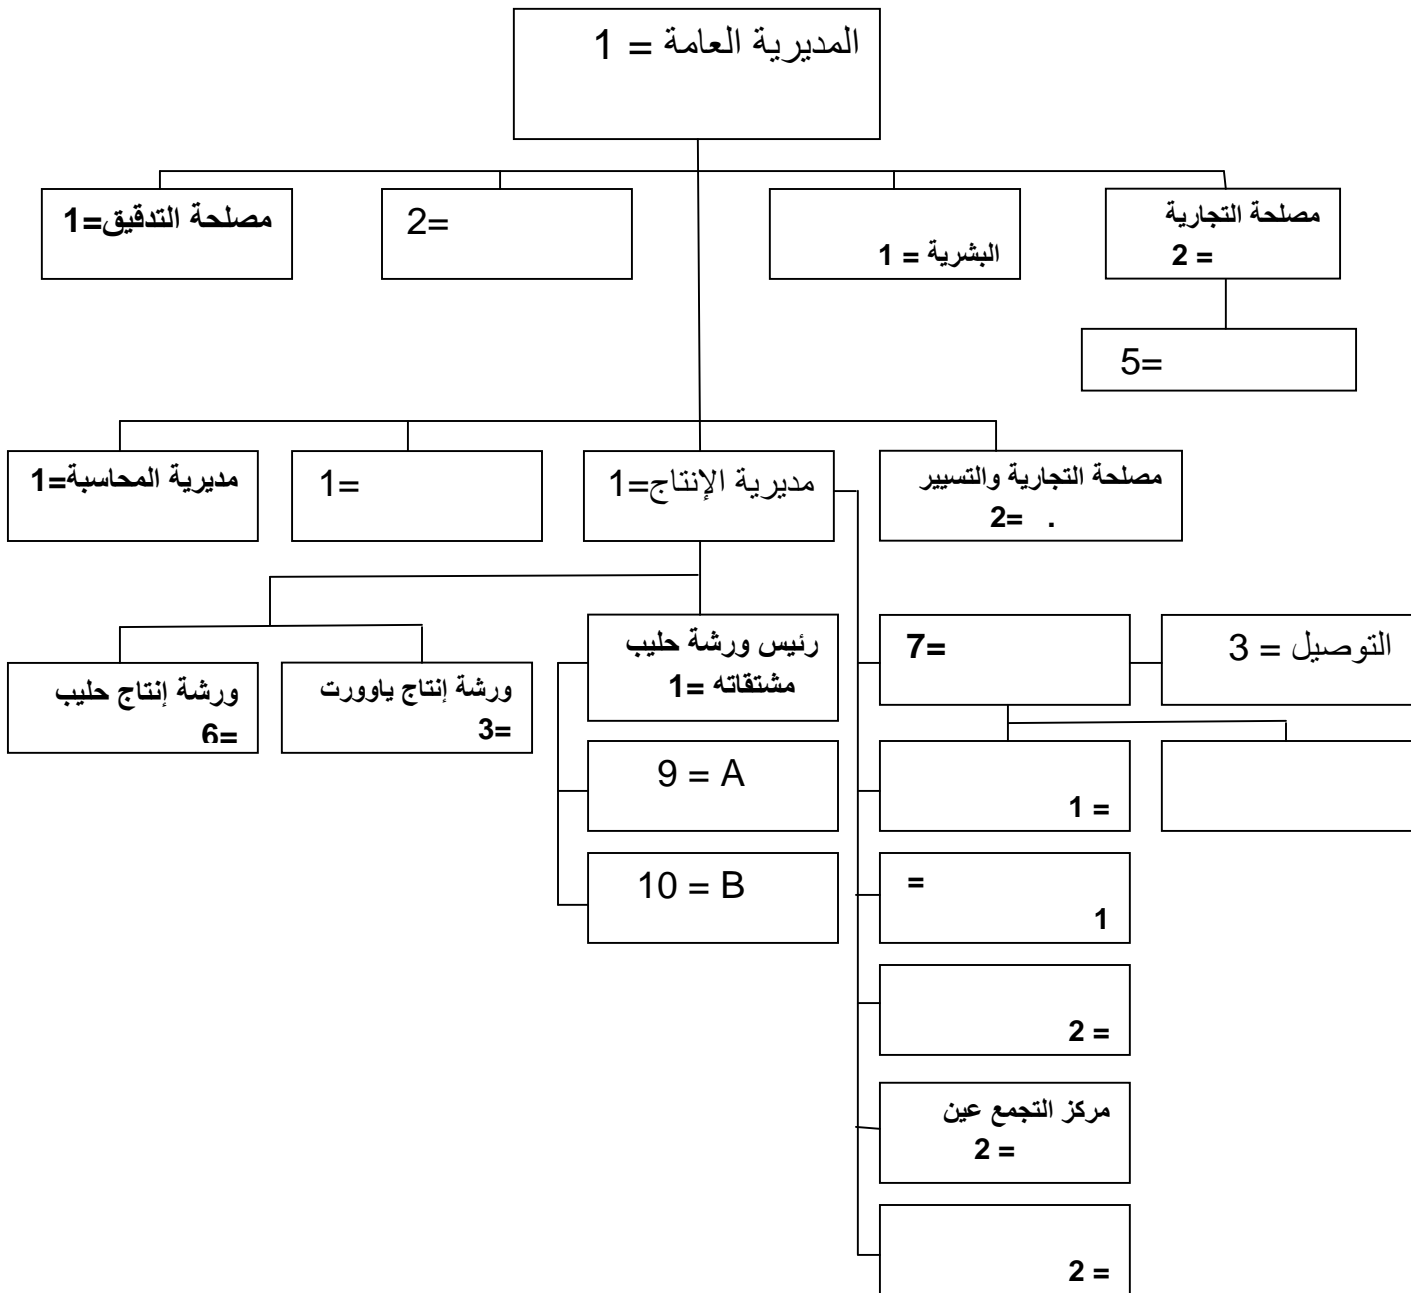 المديرية العامة = 1
مصلحة التجارية
= 2
البشرية = 1
2=
مصلحة التدقيق=1
5=
مصلحة التجارية والتسيير
. =2
مديرية الإنتاج=1
1=
مديرية المحاسبة=1
التوصيل = 3
7=
رئيس ورشة حليب
مشتقاته =1
ورشة إنتاج ياوورت
=3
ورشة إنتاج حليب
=6
= 1
9 = A
=
1
10 = B
= 2
مركز التجمع عين
= 2
= 2